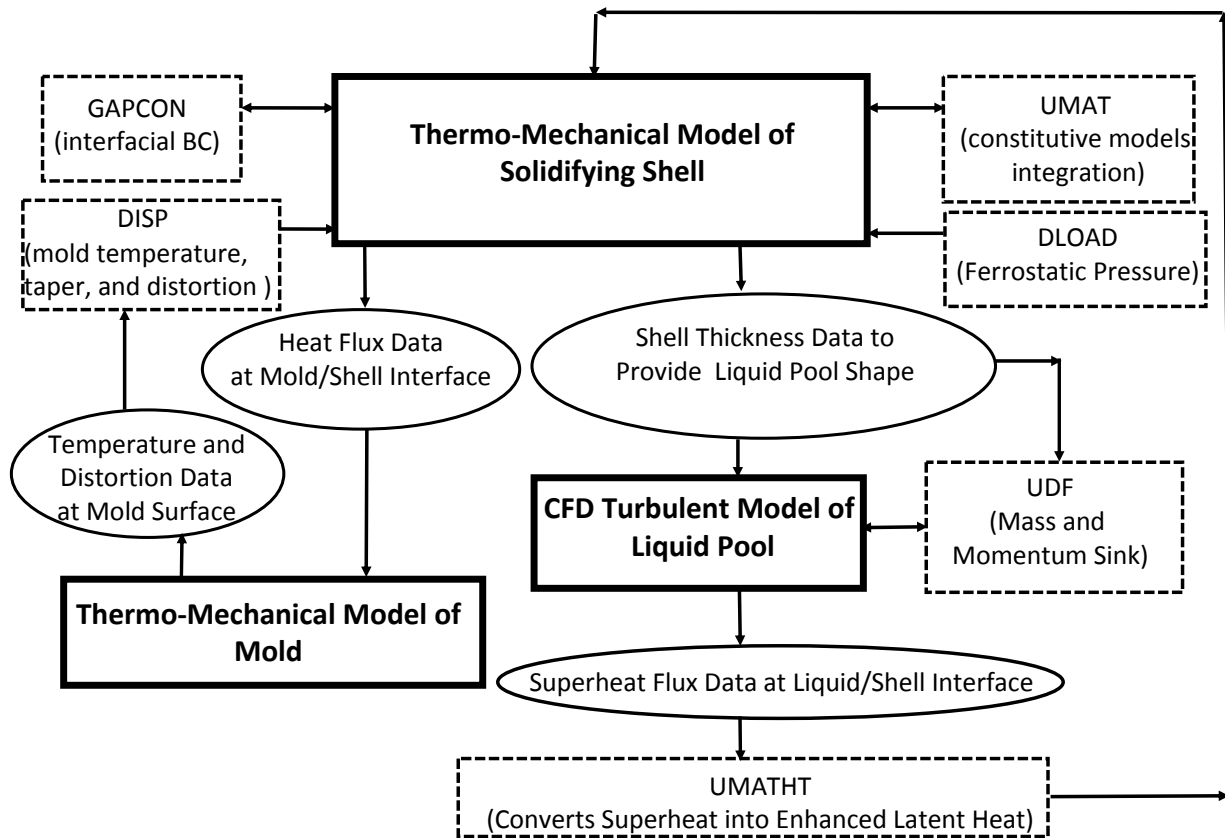 GAPCON
(interfacial BC)
Thermo-Mechanical Model of
Solidifying Shell
UMAT
(constitutive models
integration)
DISP
(mold temperature,
taper, and distortion )
DLOAD
(Ferrostatic Pressure)
Heat Flux Data
at Mold/Shell Interface
Shell Thickness Data to
Provide Liquid Pool Shape
Temperature and
Distortion Data
at Mold Surface
CFD Turbulent Model of
Liquid Pool
UDF
(Mass and
Momentum Sink)
Thermo-Mechanical Model of
Mold
Superheat Flux Data at Liquid/Shell Interface
UMATHT
(Converts Superheat into Enhanced Latent Heat)